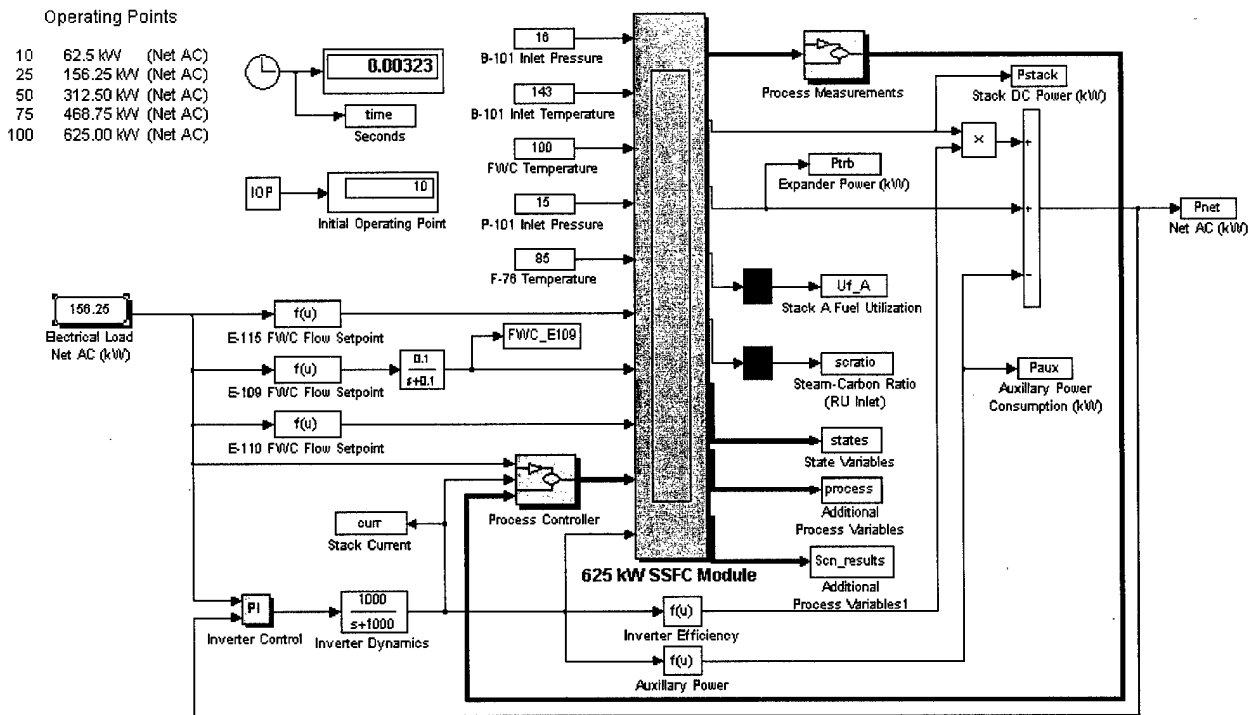 Operating Points
10 62.5 kW (Net AC)
25 156.25 kW (Net AC)
50 312.50 kW (Net AC)
75 468.75 kW (Net AC)
100 625.00 kW (Net AC)
0.00323
time
Seconds
IOP
10
Initial Operating Point
16
B-101 Inlet Pressure
143
B-101 Inlet Temperature
100
FWC Temperature
15
P-101 Inlet Pressure
85
F-76 Temperature
156.25
Electrical Load
Net AC (kW)
f(u)
E-115 FWC Flow Setpoint
f(u)
E-109 FWC Flow Setpoint
0.1
s+0.1
FWC_E109
f(u)
E-110 FWC Flow Setpoint
Process Controller
curr
Stack Current
PI
Inverter Control
1000
s+1000
Inverter Dynamics
625 kW SSFC Module
f(u)
Inverter Efficiency
f(u)
Auxillary Power
Process Measurements
Pstack
Stack DC Power (kW)
×
+
+
−
Ptrb
Expander Power (kW)
Pnet
Net AC (kW)
Uf_A
Stack A Fuel Utilization
scratio
Steam-Carbon Ratio
(RU Inlet)
Paux
Auxillary Power
Consumption (kW)
states
State Variables
process
Additional
Process Variables
Scn_results
Additional
Process Variables1